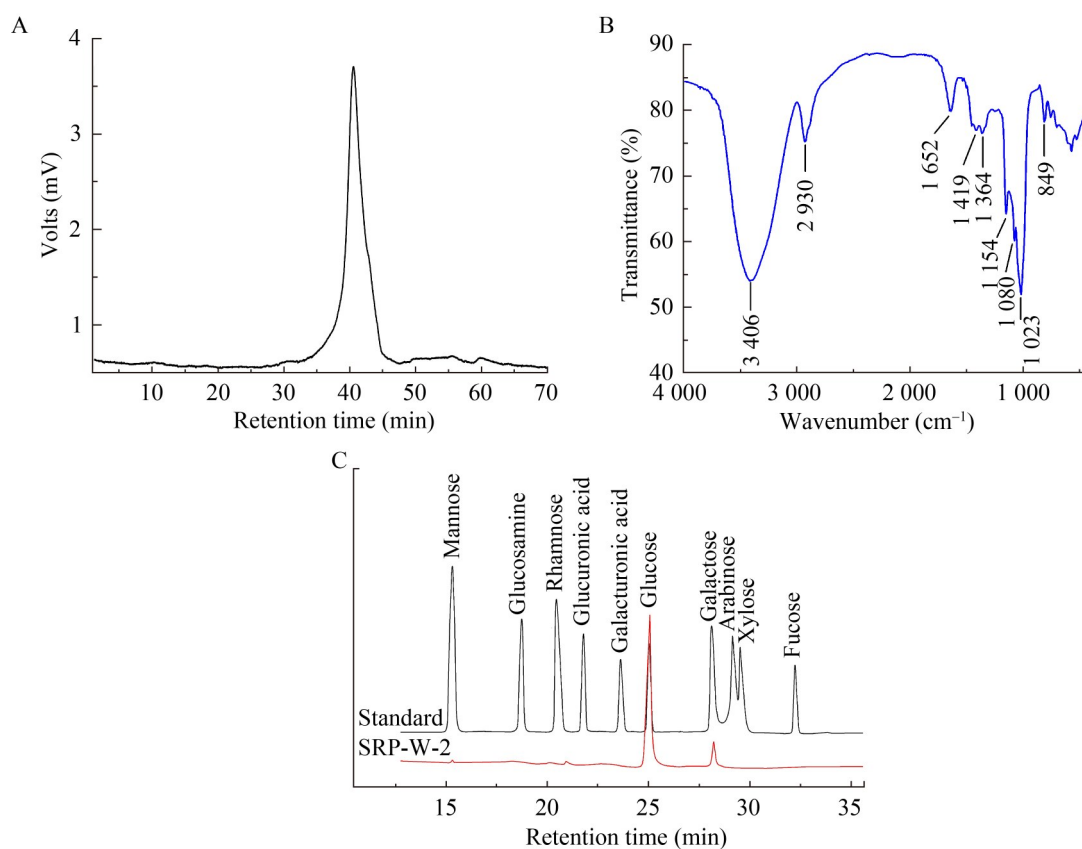 A
4
3
2
1
Volts (mV)
10
20
30
40
50
60
70
Retention time (min)
B
90
80
70
60
50
40
Transmittance (%)
3 406
2 930
1 652
1 419
1 364
1 154
1 080
1 023
849
4 000
3 000
2 000
1 000
Wavenumber (cm⁻¹)
C
Mannose
Glucosamine
Rhamnose
Glucuronic acid
Galacturonic acid
Glucose
Galactose
Arabinose
Xylose
Fucose
Standard
SRP-W-2
15
20
25
30
35
Retention time (min)